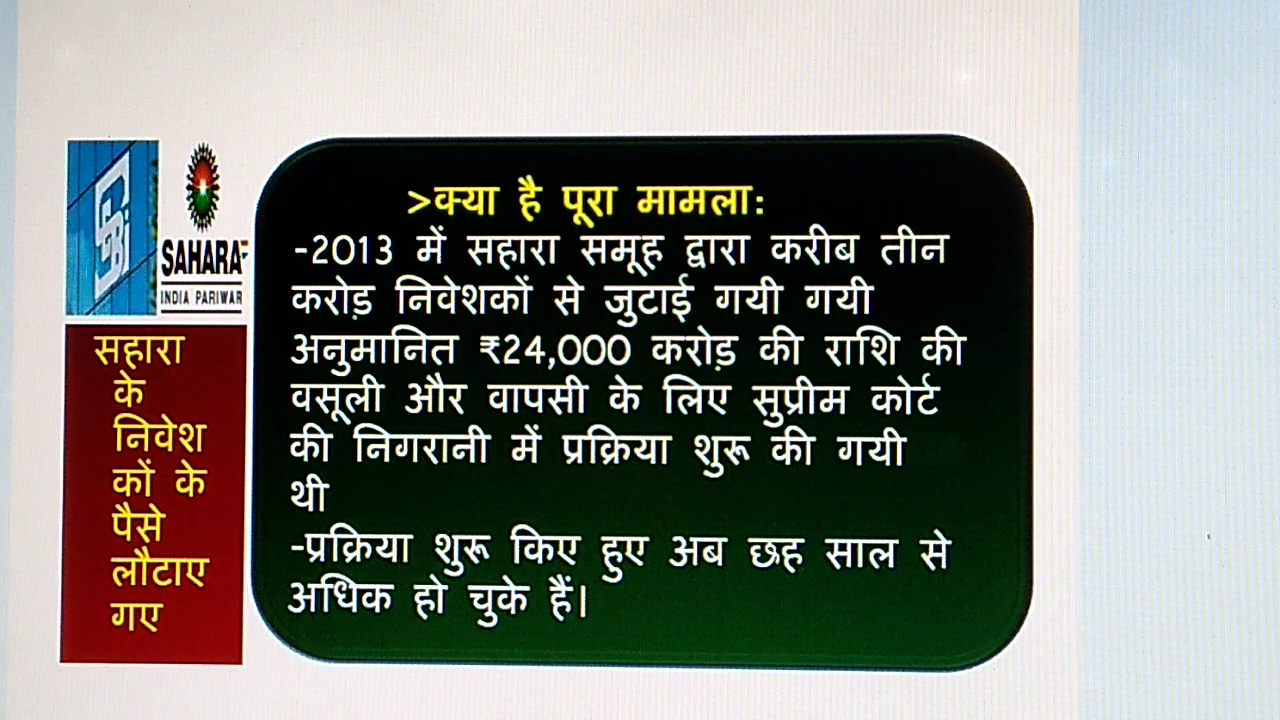 SEBI
SAHARA
INDIA PARIWAR
सहारा
के
निवेश
कों के
पैसे
लौटाए
गए
>क्या है पूरा मामला:
-2013 में सहारा समूह द्वारा करीब तीन
करोड़ निवेशकों से जुटाई गयी गयी
अनुमानित ₹24,000 करोड़ की राशि की
वसूली और वापसी के लिए सुप्रीम कोर्ट
की निगरानी में प्रक्रिया शुरू की गयी
थी
-प्रक्रिया शुरू किए हुए अब छह साल से
अधिक हो चुके हैं।